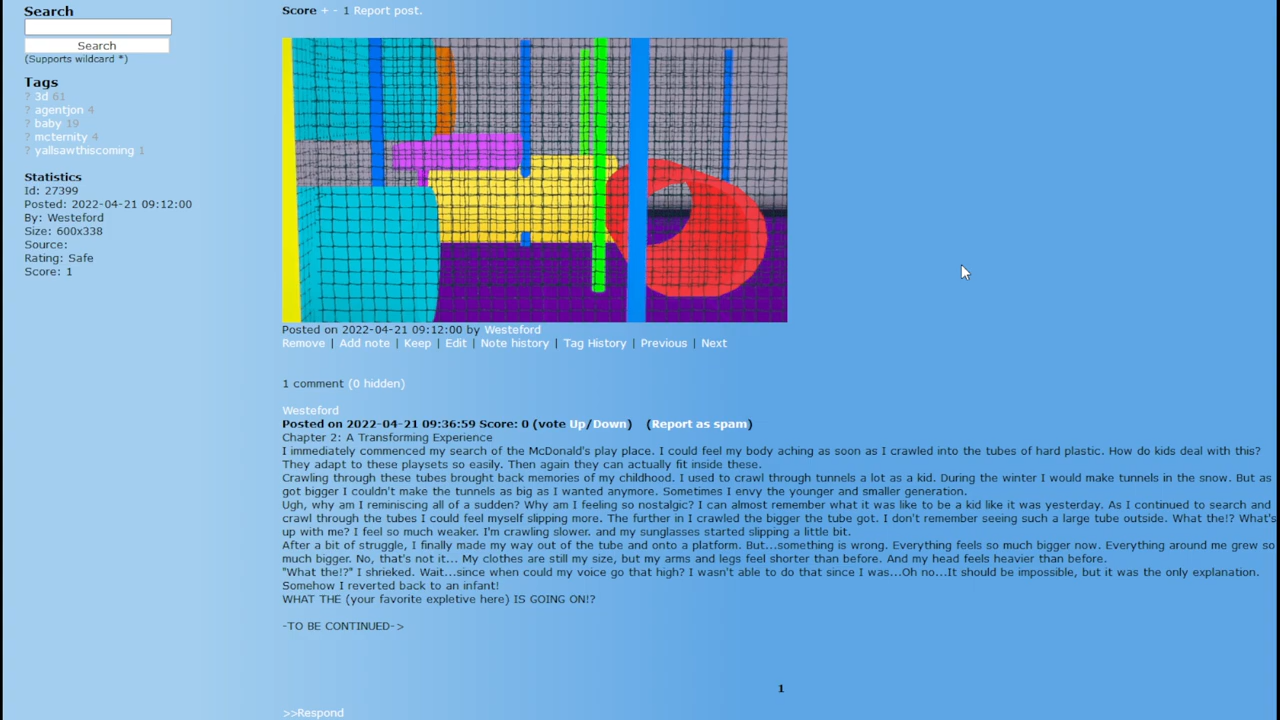 Search
Search
(Supports wildcard *)
Tags
? 3d 61
? agentjon 4
? baby 19
? mcternity 4
? yallsawthiscoming 1
Statistics
Id: 27399
Posted: 2022-04-21 09:12:00
By: Westeford
Size: 600x338
Source:
Rating: Safe
Score: 1
Score + - 1 Report post.
Posted on 2022-04-21 09:12:00 by Westeford
Remove | Add note | Keep | Edit | Note history | Tag History | Previous | Next
1 comment (0 hidden)
Westeford
Posted on 2022-04-21 09:36:59 Score: 0 (vote Up/Down) (Report as spam)
Chapter 2: A Transforming Experience
I immediately commenced my search of the McDonald's play place. I could feel my body aching as soon as I crawled into the tubes of hard plastic. How do kids deal with this?
They adapt to these playsets so easily. Then again they can actually fit inside these.
Crawling through these tubes brought back memories of my childhood. I used to crawl through tunnels a lot as a kid. During the winter I would make tunnels in the snow. But as I
got bigger I couldn't make the tunnels as big as I wanted anymore. Sometimes I envy the younger and smaller generation.
Ugh, why am I reminiscing all of a sudden? Why am I feeling so nostalgic? I can almost remember what it was like to be a kid like it was yesterday. As I continued to search and
crawl through the tubes I could feel myself slipping more. The further in I crawled the bigger the tube got. I don't remember seeing such a large tube outside. What the!? What's
up with me? I feel so much weaker. I'm crawling slower. and my sunglasses started slipping a little bit.
After a bit of struggle, I finally made my way out of the tube and onto a platform. But...something is wrong. Everything feels so much bigger now. Everything around me grew so
much bigger. No, that's not it... My clothes are still my size, but my arms and legs feel shorter than before. And my head feels heavier than before.
"What the!?" I shrieked. Wait...since when could my voice go that high? I wasn't able to do that since I was...Oh no...It should be impossible, but it was the only explanation.
Somehow I reverted back to an infant!
WHAT THE (your favorite expletive here) IS GOING ON!?
-TO BE CONTINUED->
1
>>Respond